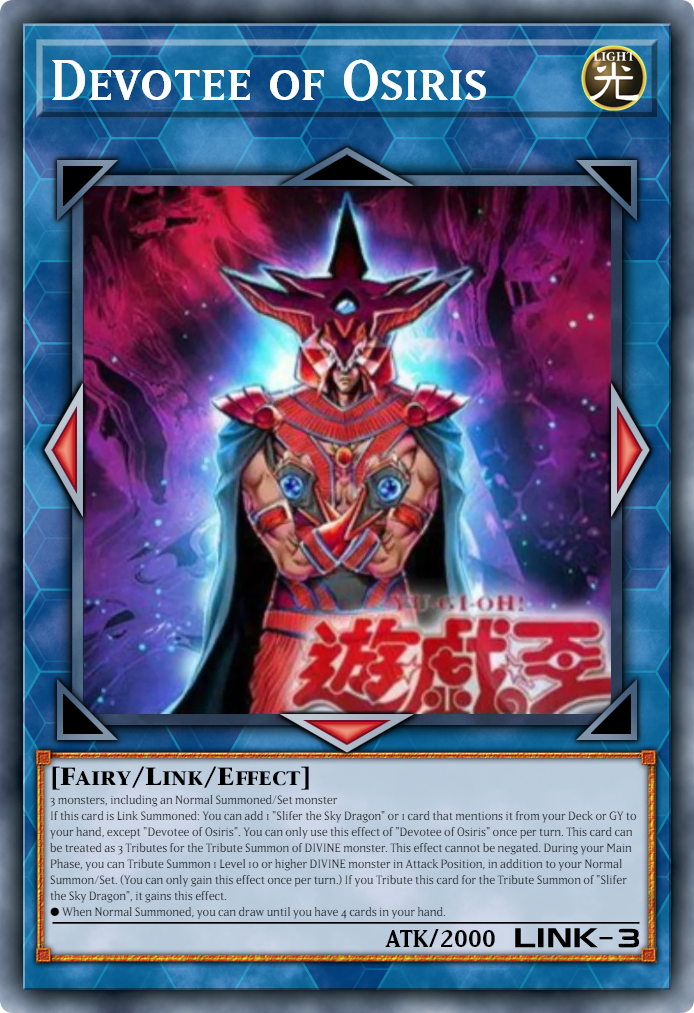 DEVOTEE OF OSIRIS
LIGHT
光
YU-GI-OH!
遊戯王
[FAIRY/LINK/EFFECT]
3 monsters, including an Normal Summoned/Set monster
If this card is Link Summoned: You can add 1 "Slifer the Sky Dragon" or 1 card that mentions it from your Deck or GY to
your hand, except "Devotee of Osiris". You can only use this effect of "Devotee of Osiris" once per turn. This card can
be treated as 3 Tributes for the Tribute Summon of DIVINE monster. This effect cannot be negated. During your Main
Phase, you can Tribute Summon 1 Level 10 or higher DIVINE monster in Attack Position, in addition to your Normal
Summon/Set. (You can only gain this effect once per turn.) If you Tribute this card for the Tribute Summon of "Slifer
the Sky Dragon", it gains this effect.
● When Normal Summoned, you can draw until you have 4 cards in your hand.
ATK/2000 LINK-3